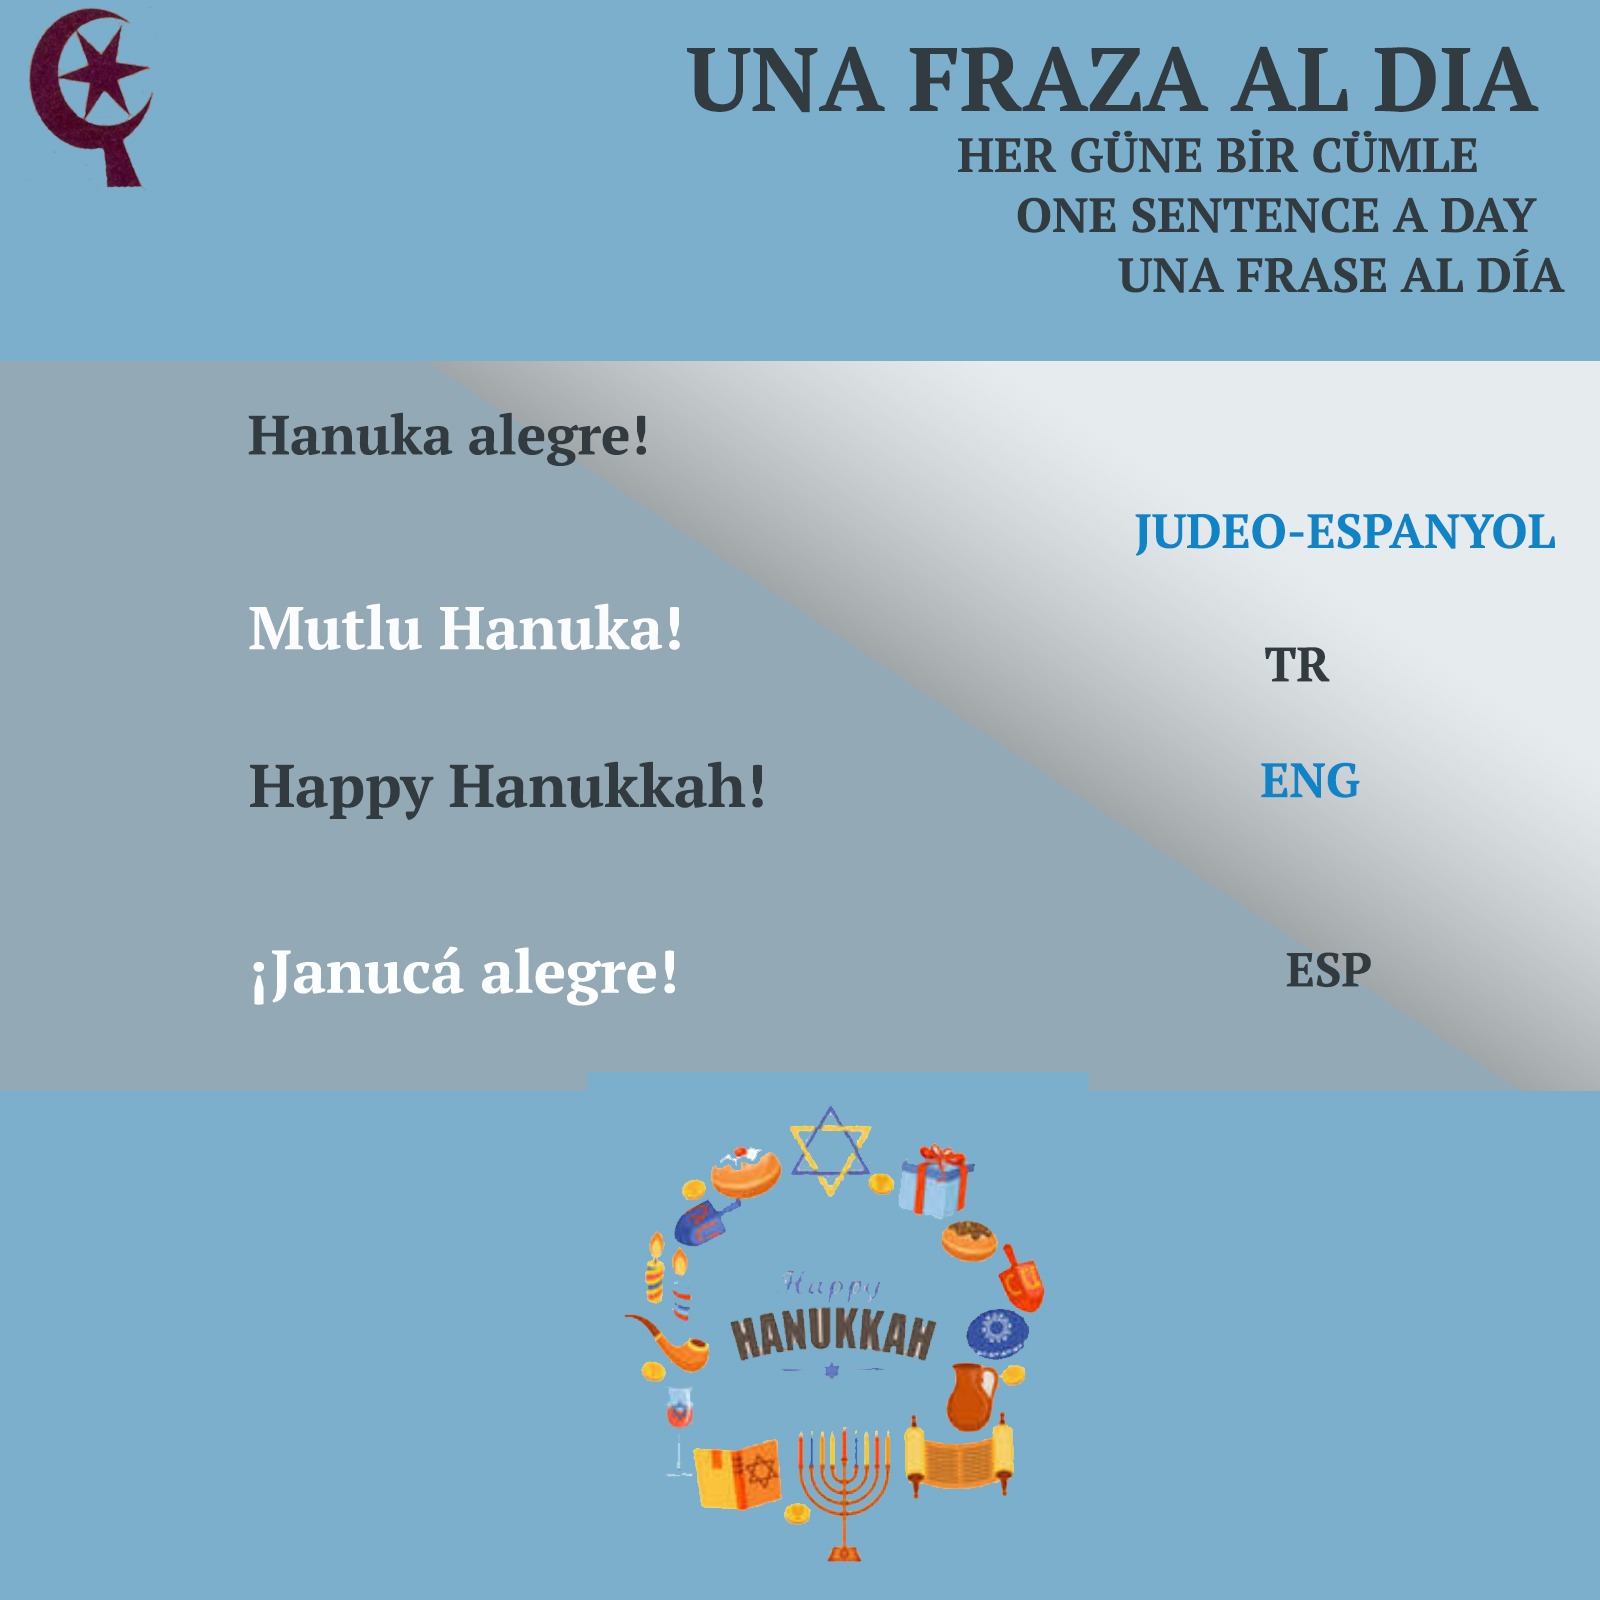 UNA FRAZA AL DIA
HER GÜNE BİR CÜMLE
ONE SENTENCE A DAY
UNA FRASE AL DÍA
Hanuka alegre!
JUDEO-ESPANYOL
Mutlu Hanuka!
TR
Happy Hanukkah!
ENG
¡Janucá alegre!
ESP
Happy
HANUKKAH